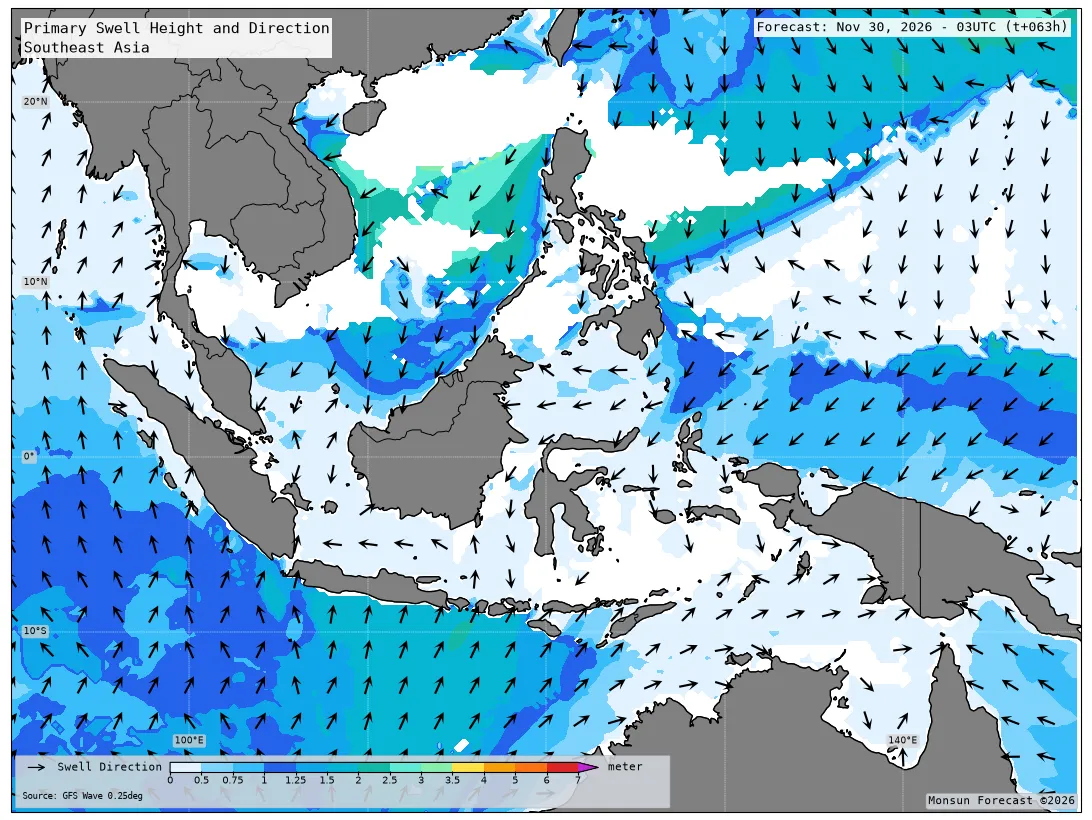 Primary Swell Height and Direction
Southeast Asia
Forecast: Nov 30, 2026 - 03UTC (t+063h)
20°N
10°N
0°
10°S
100°E
140°E
Swell Direction
meter
0 0.5 0.75 1 1.25 1.5 2 2.5 3 3.5 4 5 6 7
Source: GFS Wave 0.25deg
Monsun Forecast ©2026